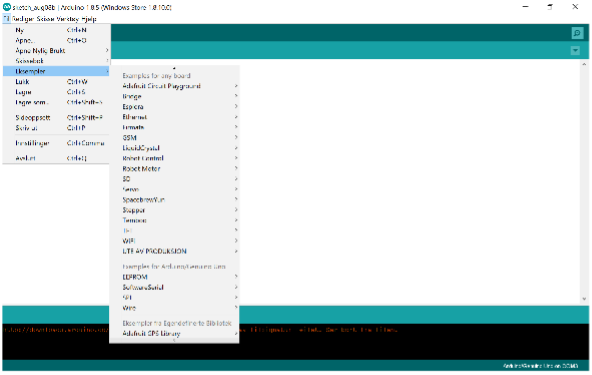 sketch_aug08b | Arduino 1.8.5 (Windows Store 1.8.10.0)
Fil Rediger Skisse Verktøy Hjelp
Ny Ctrl+N
Åpne... Ctrl+O
Åpne Nylig Brukt
Skissebok
Eksempler
Lukk Ctrl+W
Lagre Ctrl+S
Lagre som... Ctrl+Shift+S
Sideoppsett Ctrl+Shift+P
Skriv ut Ctrl+P
Innstillinger Ctrl+Comma
Avslutt Ctrl+Q
Examples for any board
Adafruit Circuit Playground
Bridge
Esplora
Ethernet
Firmata
GSM
LiquidCrystal
Robot Control
Robot Motor
SD
Servo
SpacebrewYun
Stepper
Temboo
TFT
WiFi
UTE AV PRODUKSJON
Examples for Arduino/Genuino Uno
EEPROM
SoftwareSerial
SPI
Wire
Eksempler fra Egendefinerte Bibliotek
Adafruit GPS Library
Arduino/Genuino Uno on COM3